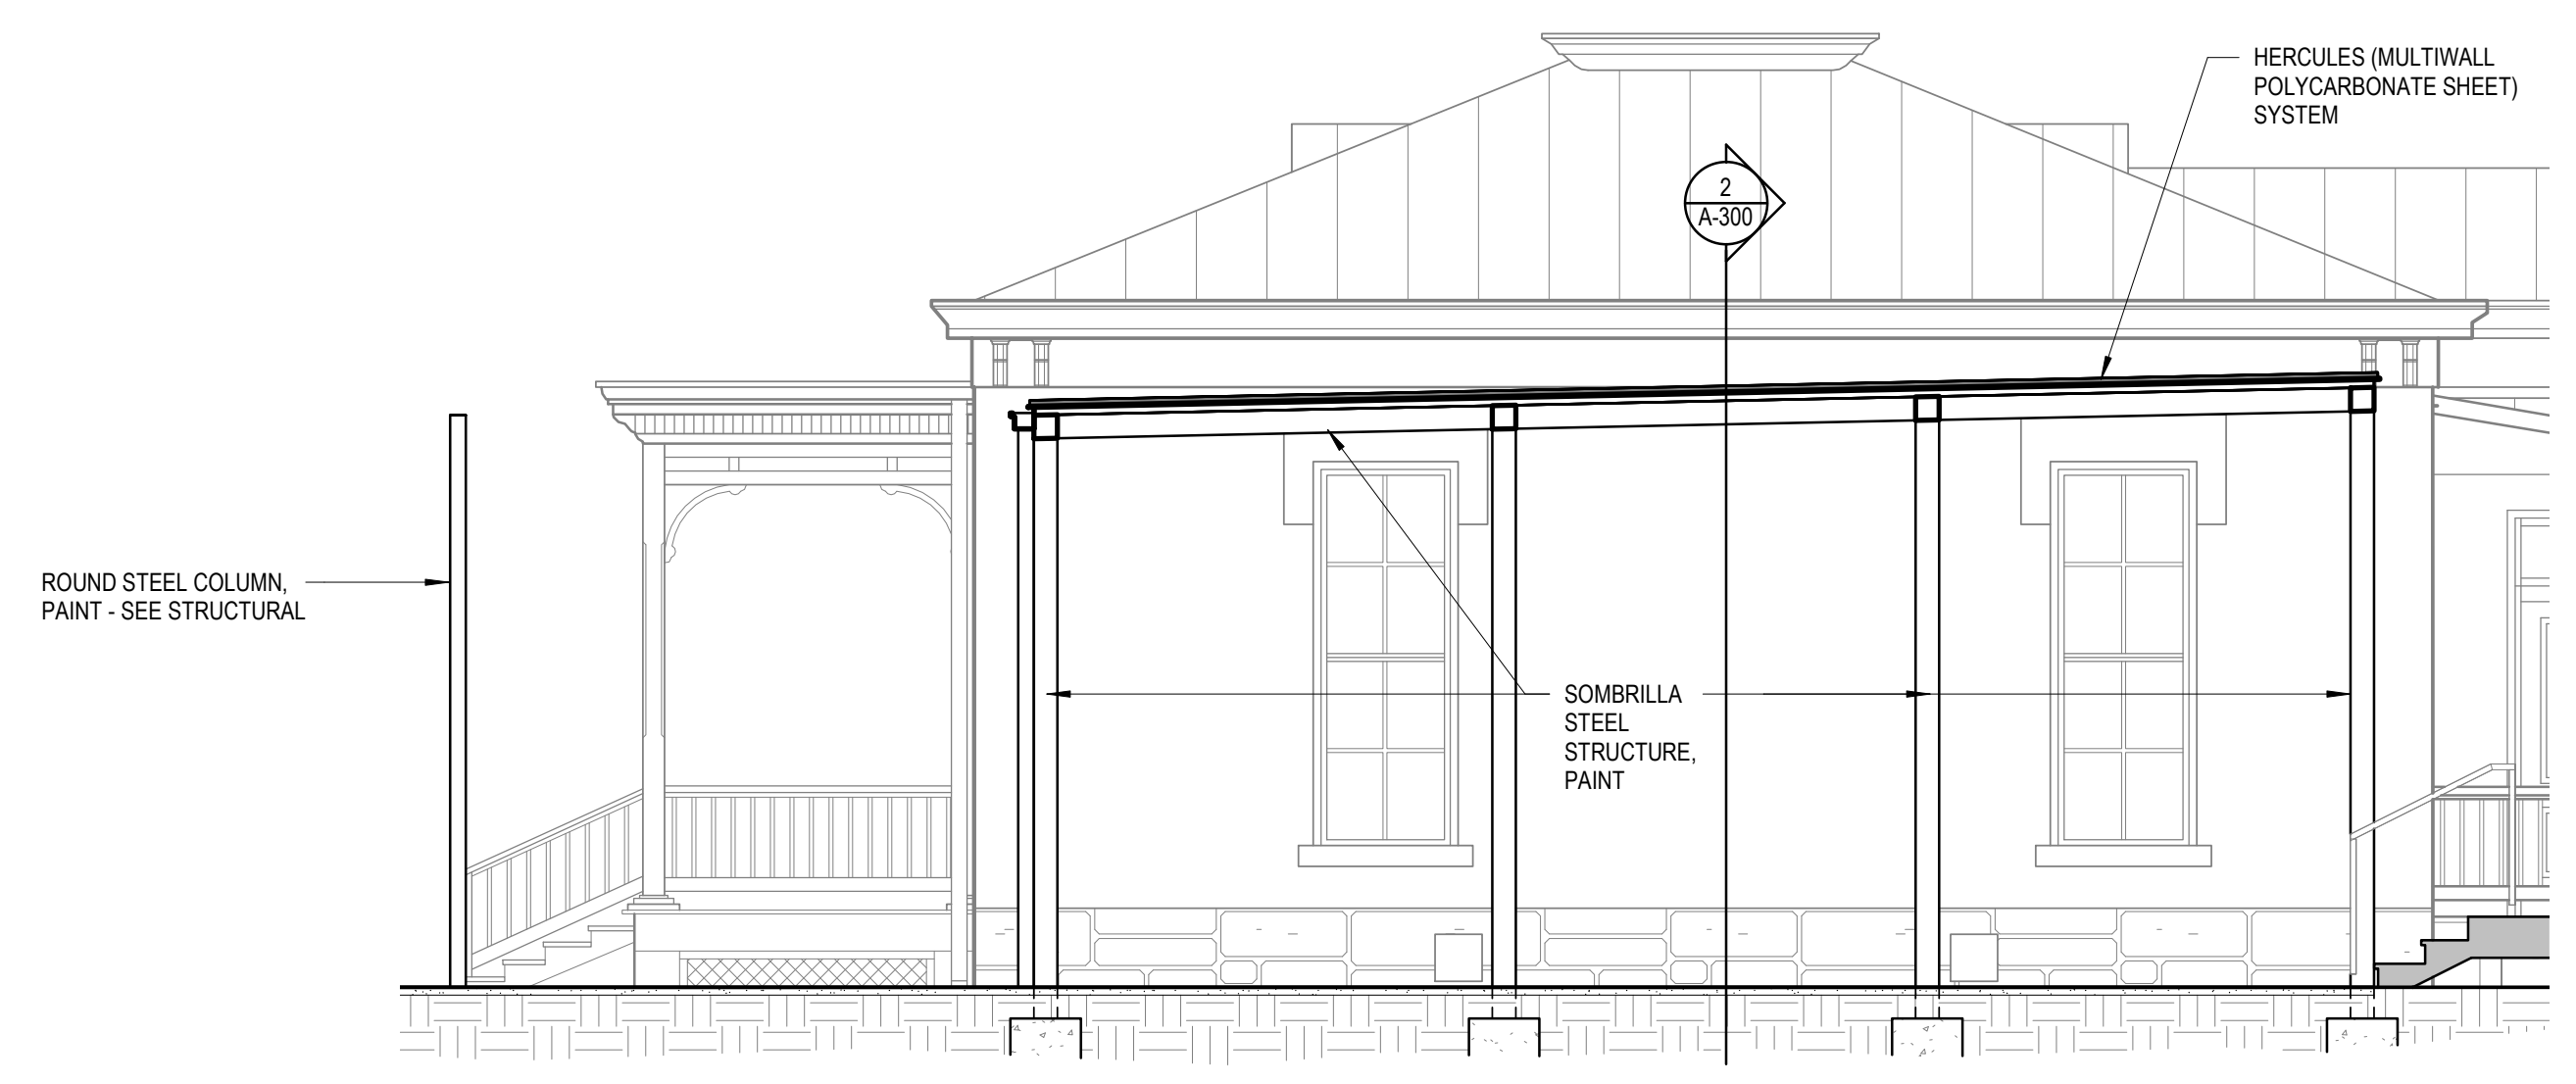 HERCULES (MULTIWALL
POLYCARBONATE SHEET)
SYSTEM
2
A-300
ROUND STEEL COLUMN,
PAINT - SEE STRUCTURAL
SOMBRILLA
STEEL
STRUCTURE,
PAINT